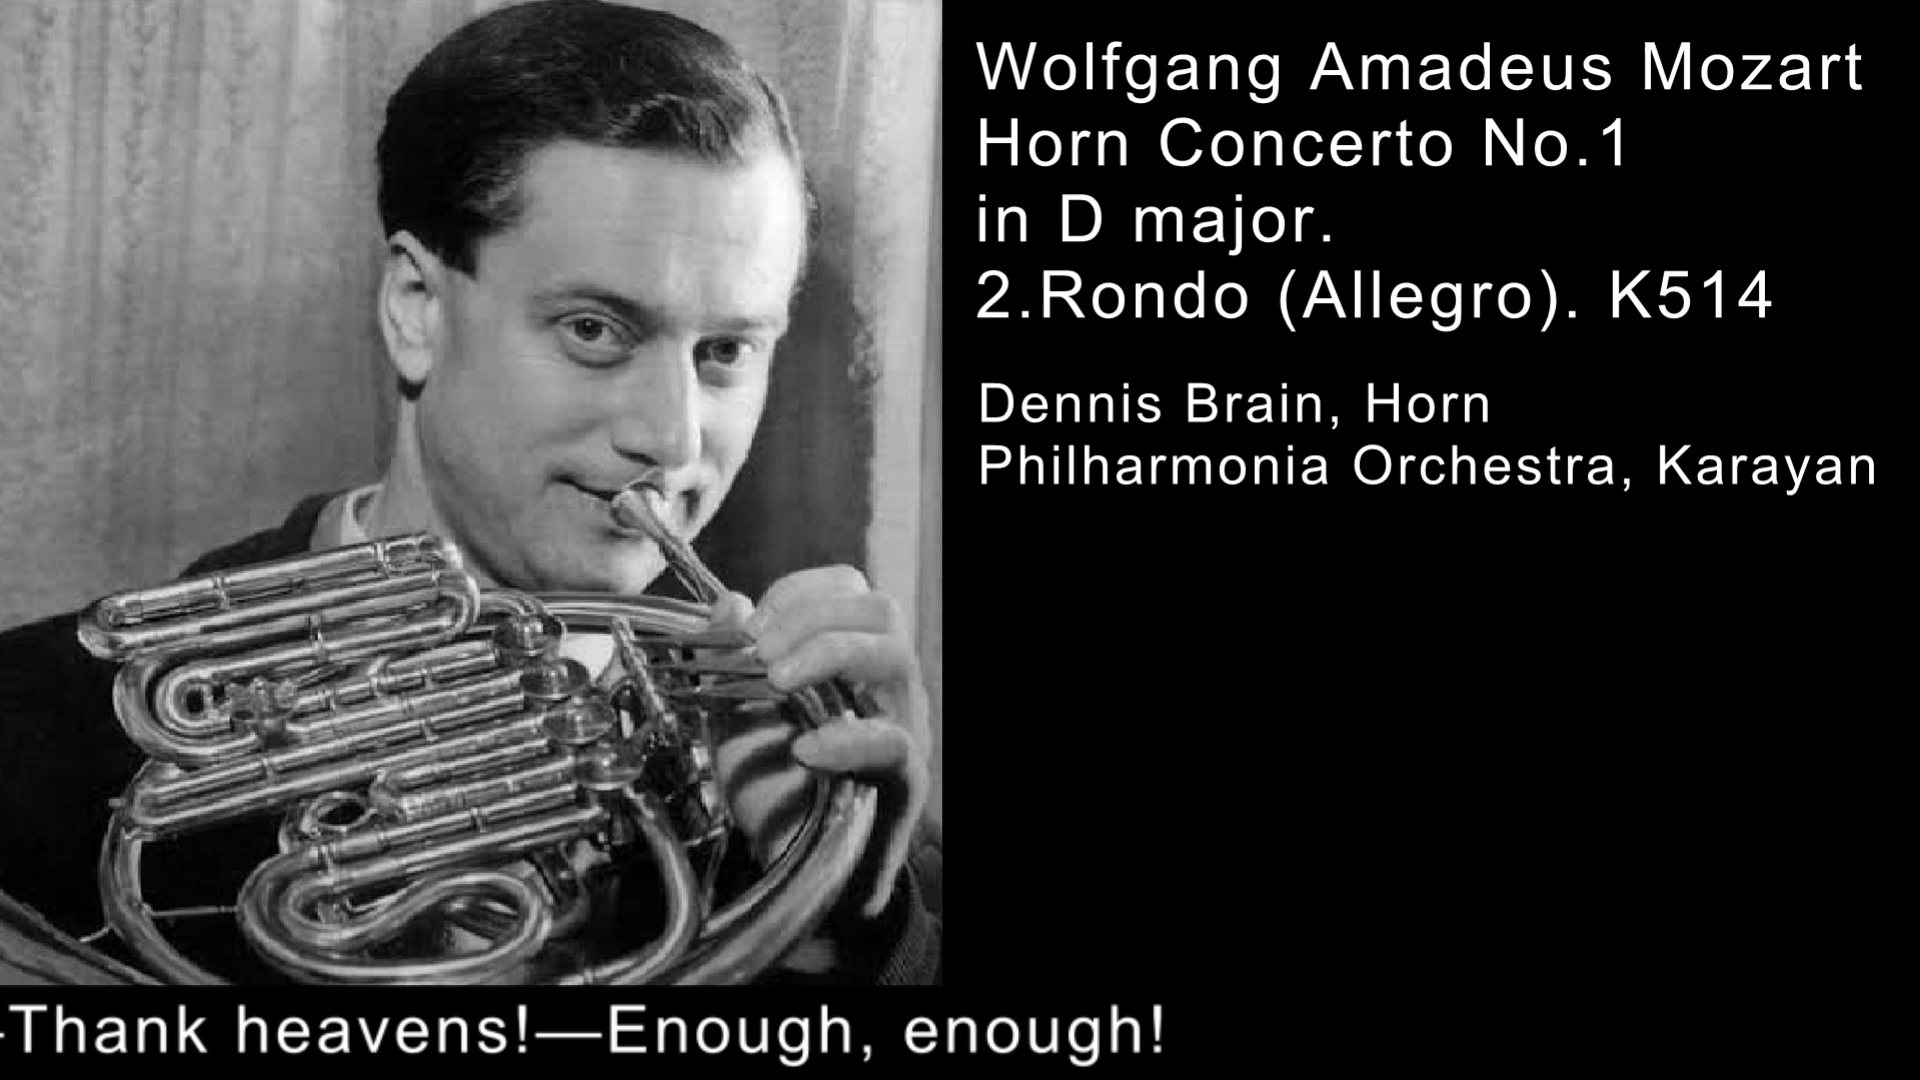 Wolfgang Amadeus Mozart
Horn Concerto No.1
in D major.
2.Rondo (Allegro). K514
Dennis Brain, Horn
Philharmonia Orchestra, Karayan
-Thank heavens!—Enough, enough!